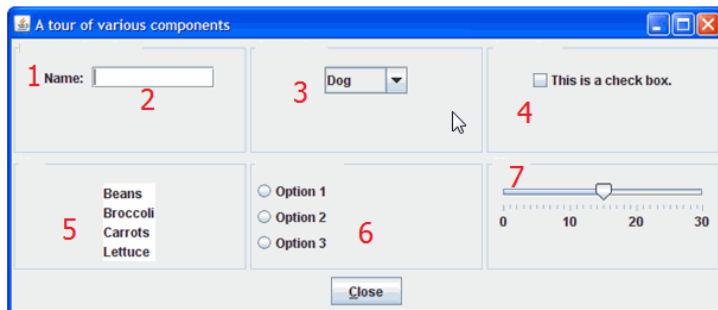 A tour of various components
1 Name: 2
3 Dog
4 This is a check box.
5
Beans
Broccoli
Carrots
Lettuce
Option 1
Option 2
Option 3
6
7
0 10 20 30
Close